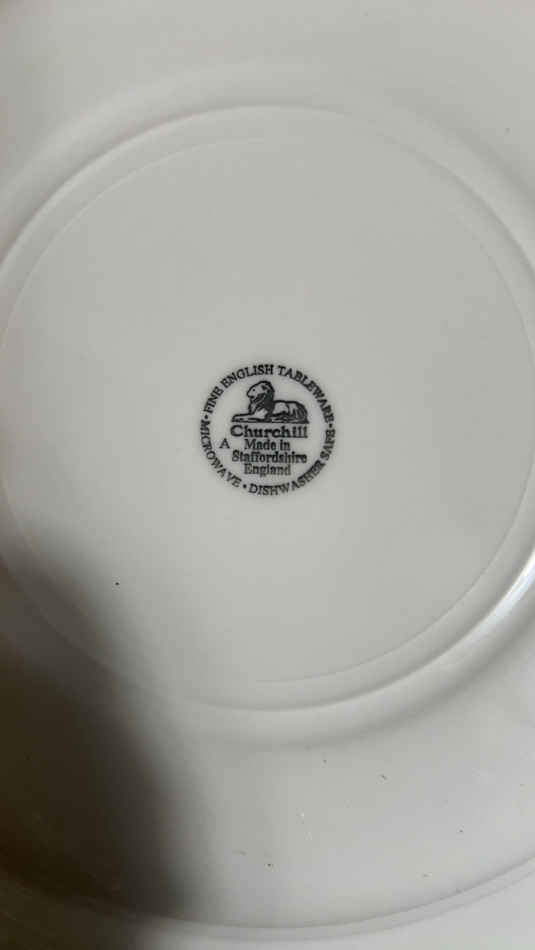 • FINE ENGLISH TABLEWARE •
Churchill
A Made in
Staffordshire
England
MICROWAVE • DISHWASHER SAFE